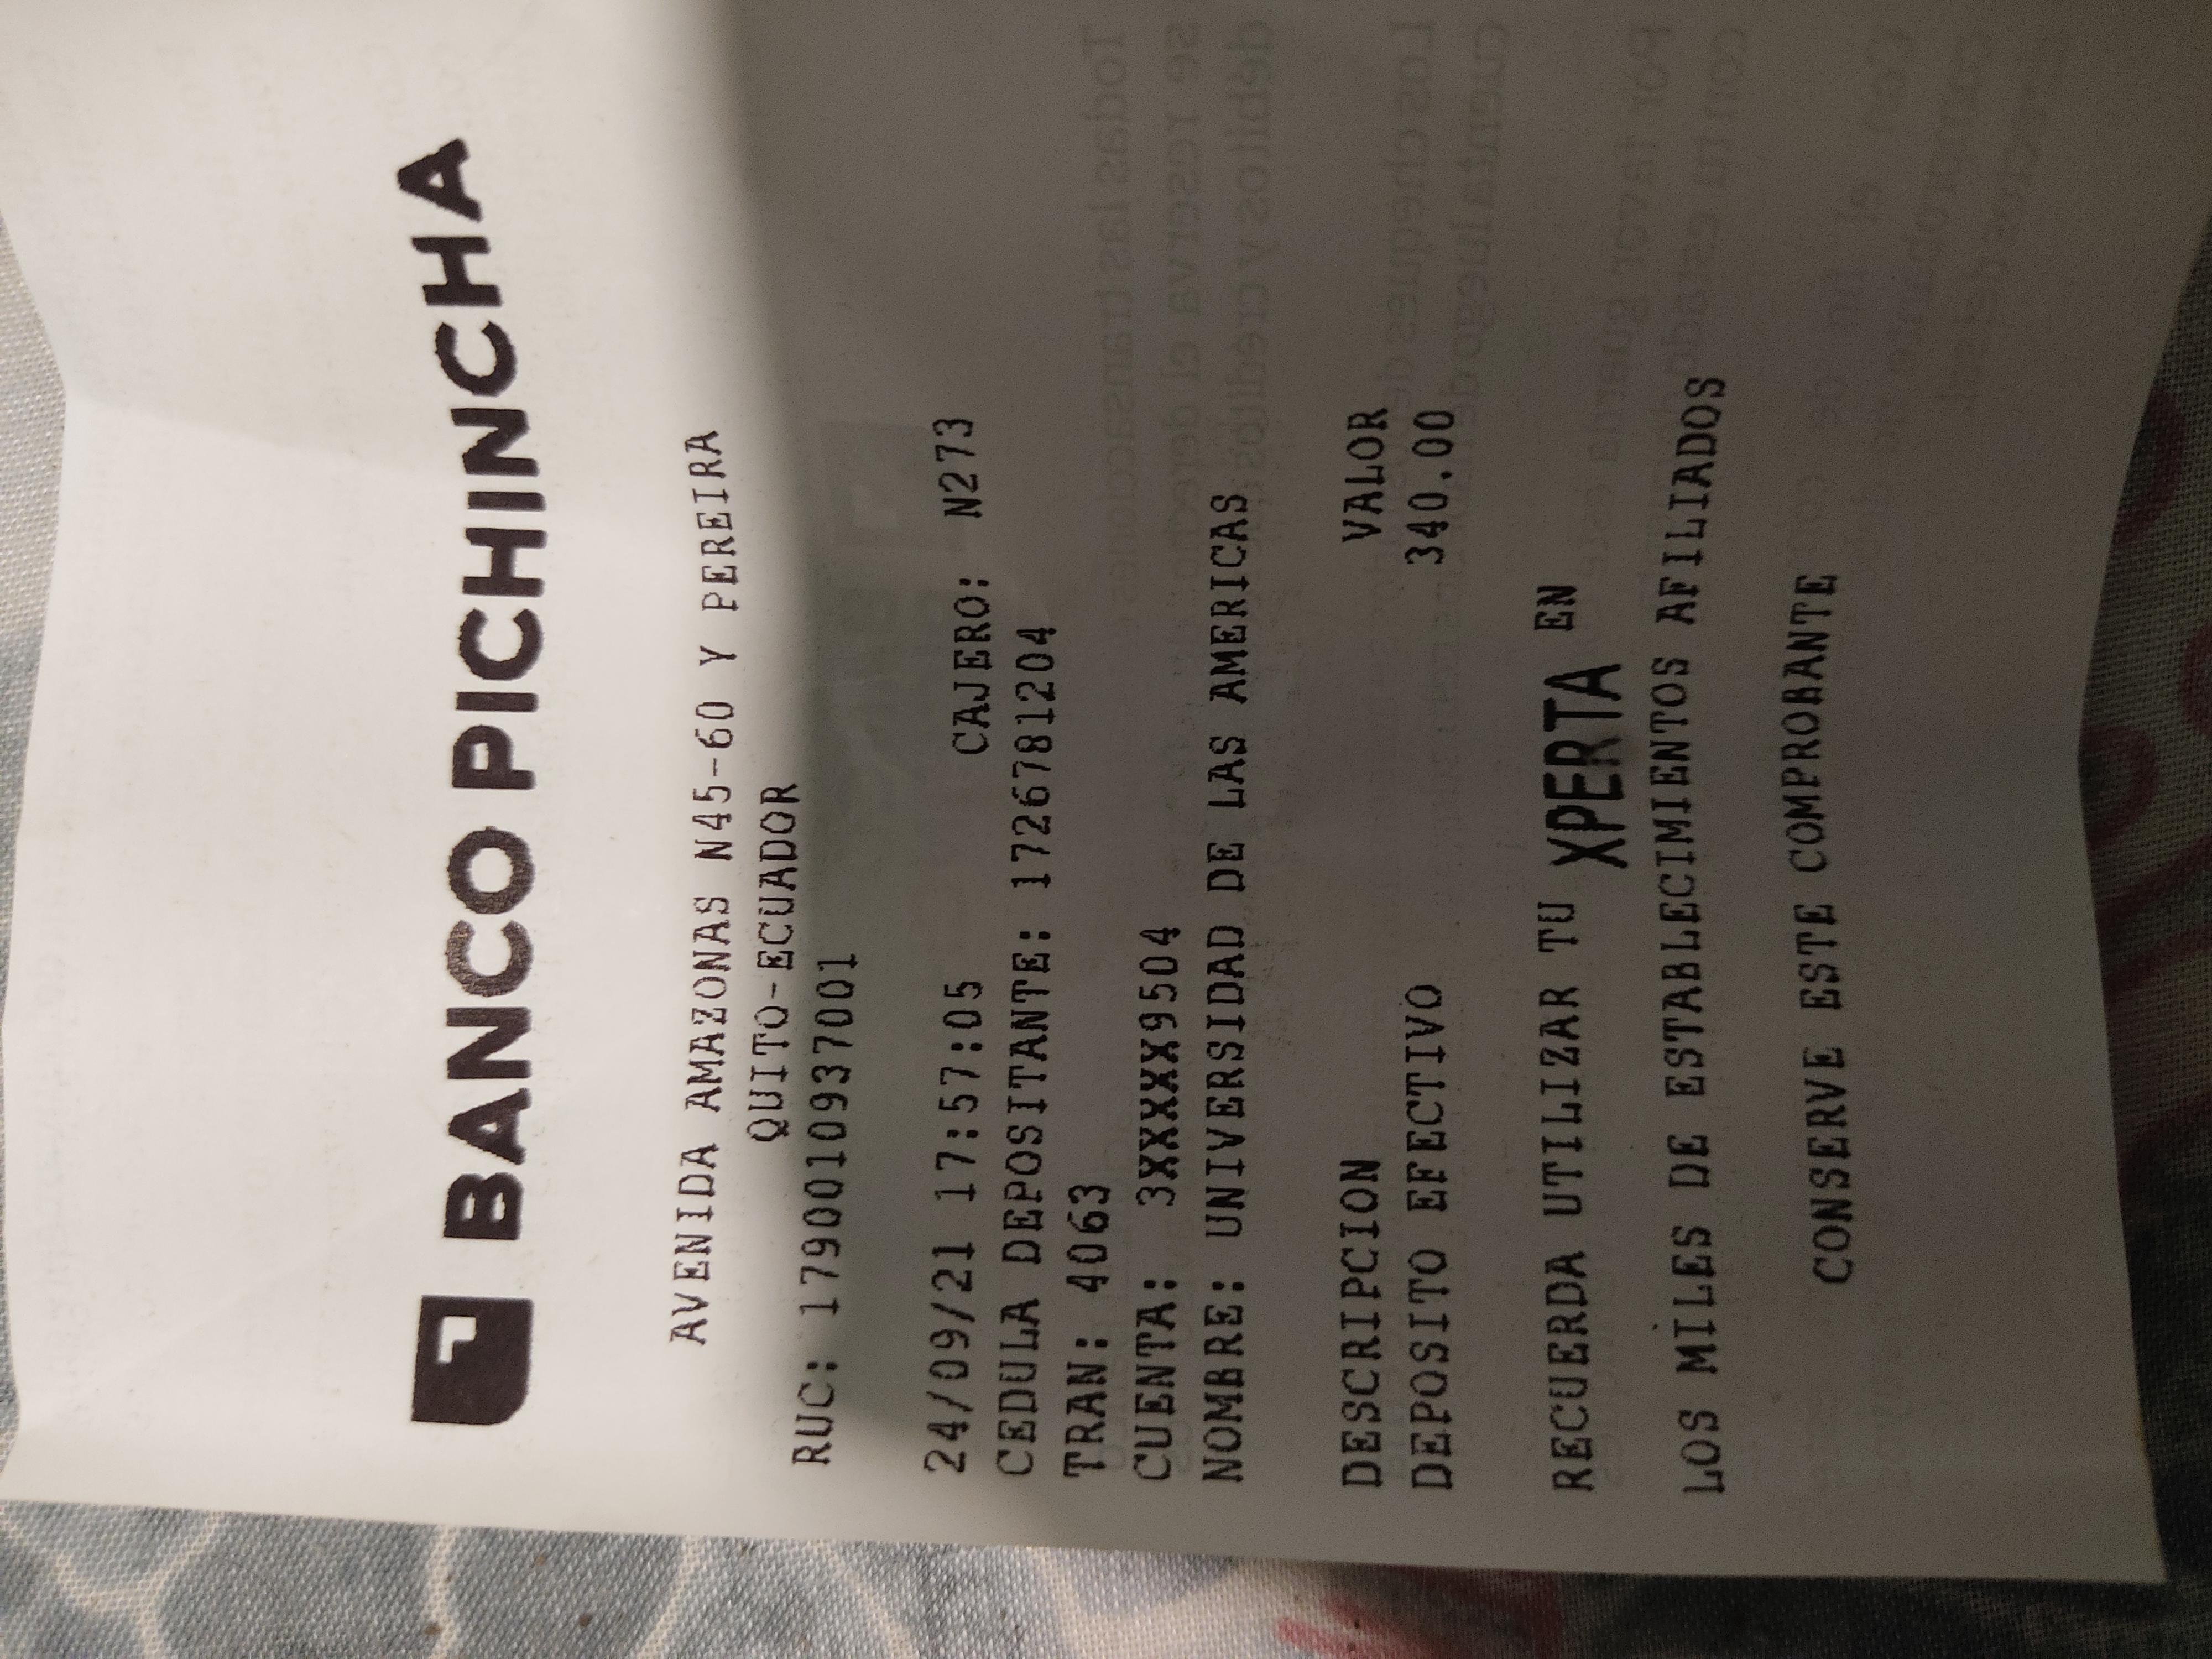 BANCO PICHINCHA
AVENIDA AMAZONAS N45-60 Y PEREIRA
QUITO-ECUADOR
RUC: 1790010937001
24/09/21 17:57:05 CAJERO: N273
CEDULA DEPOSITANTE: 1726781204
TRAN: 4063
CUENTA: 3XXXXX9504
NOMBRE: UNIVERSIDAD DE LAS AMERICAS
DESCRIPCION VALOR
DEPOSITO EFECTIVO 340.00
RECUERDA UTILIZAR TU XPERTA EN
LOS MILES DE ESTABLECIMIENTOS AFILIADOS
CONSERVE ESTE COMPROBANTE